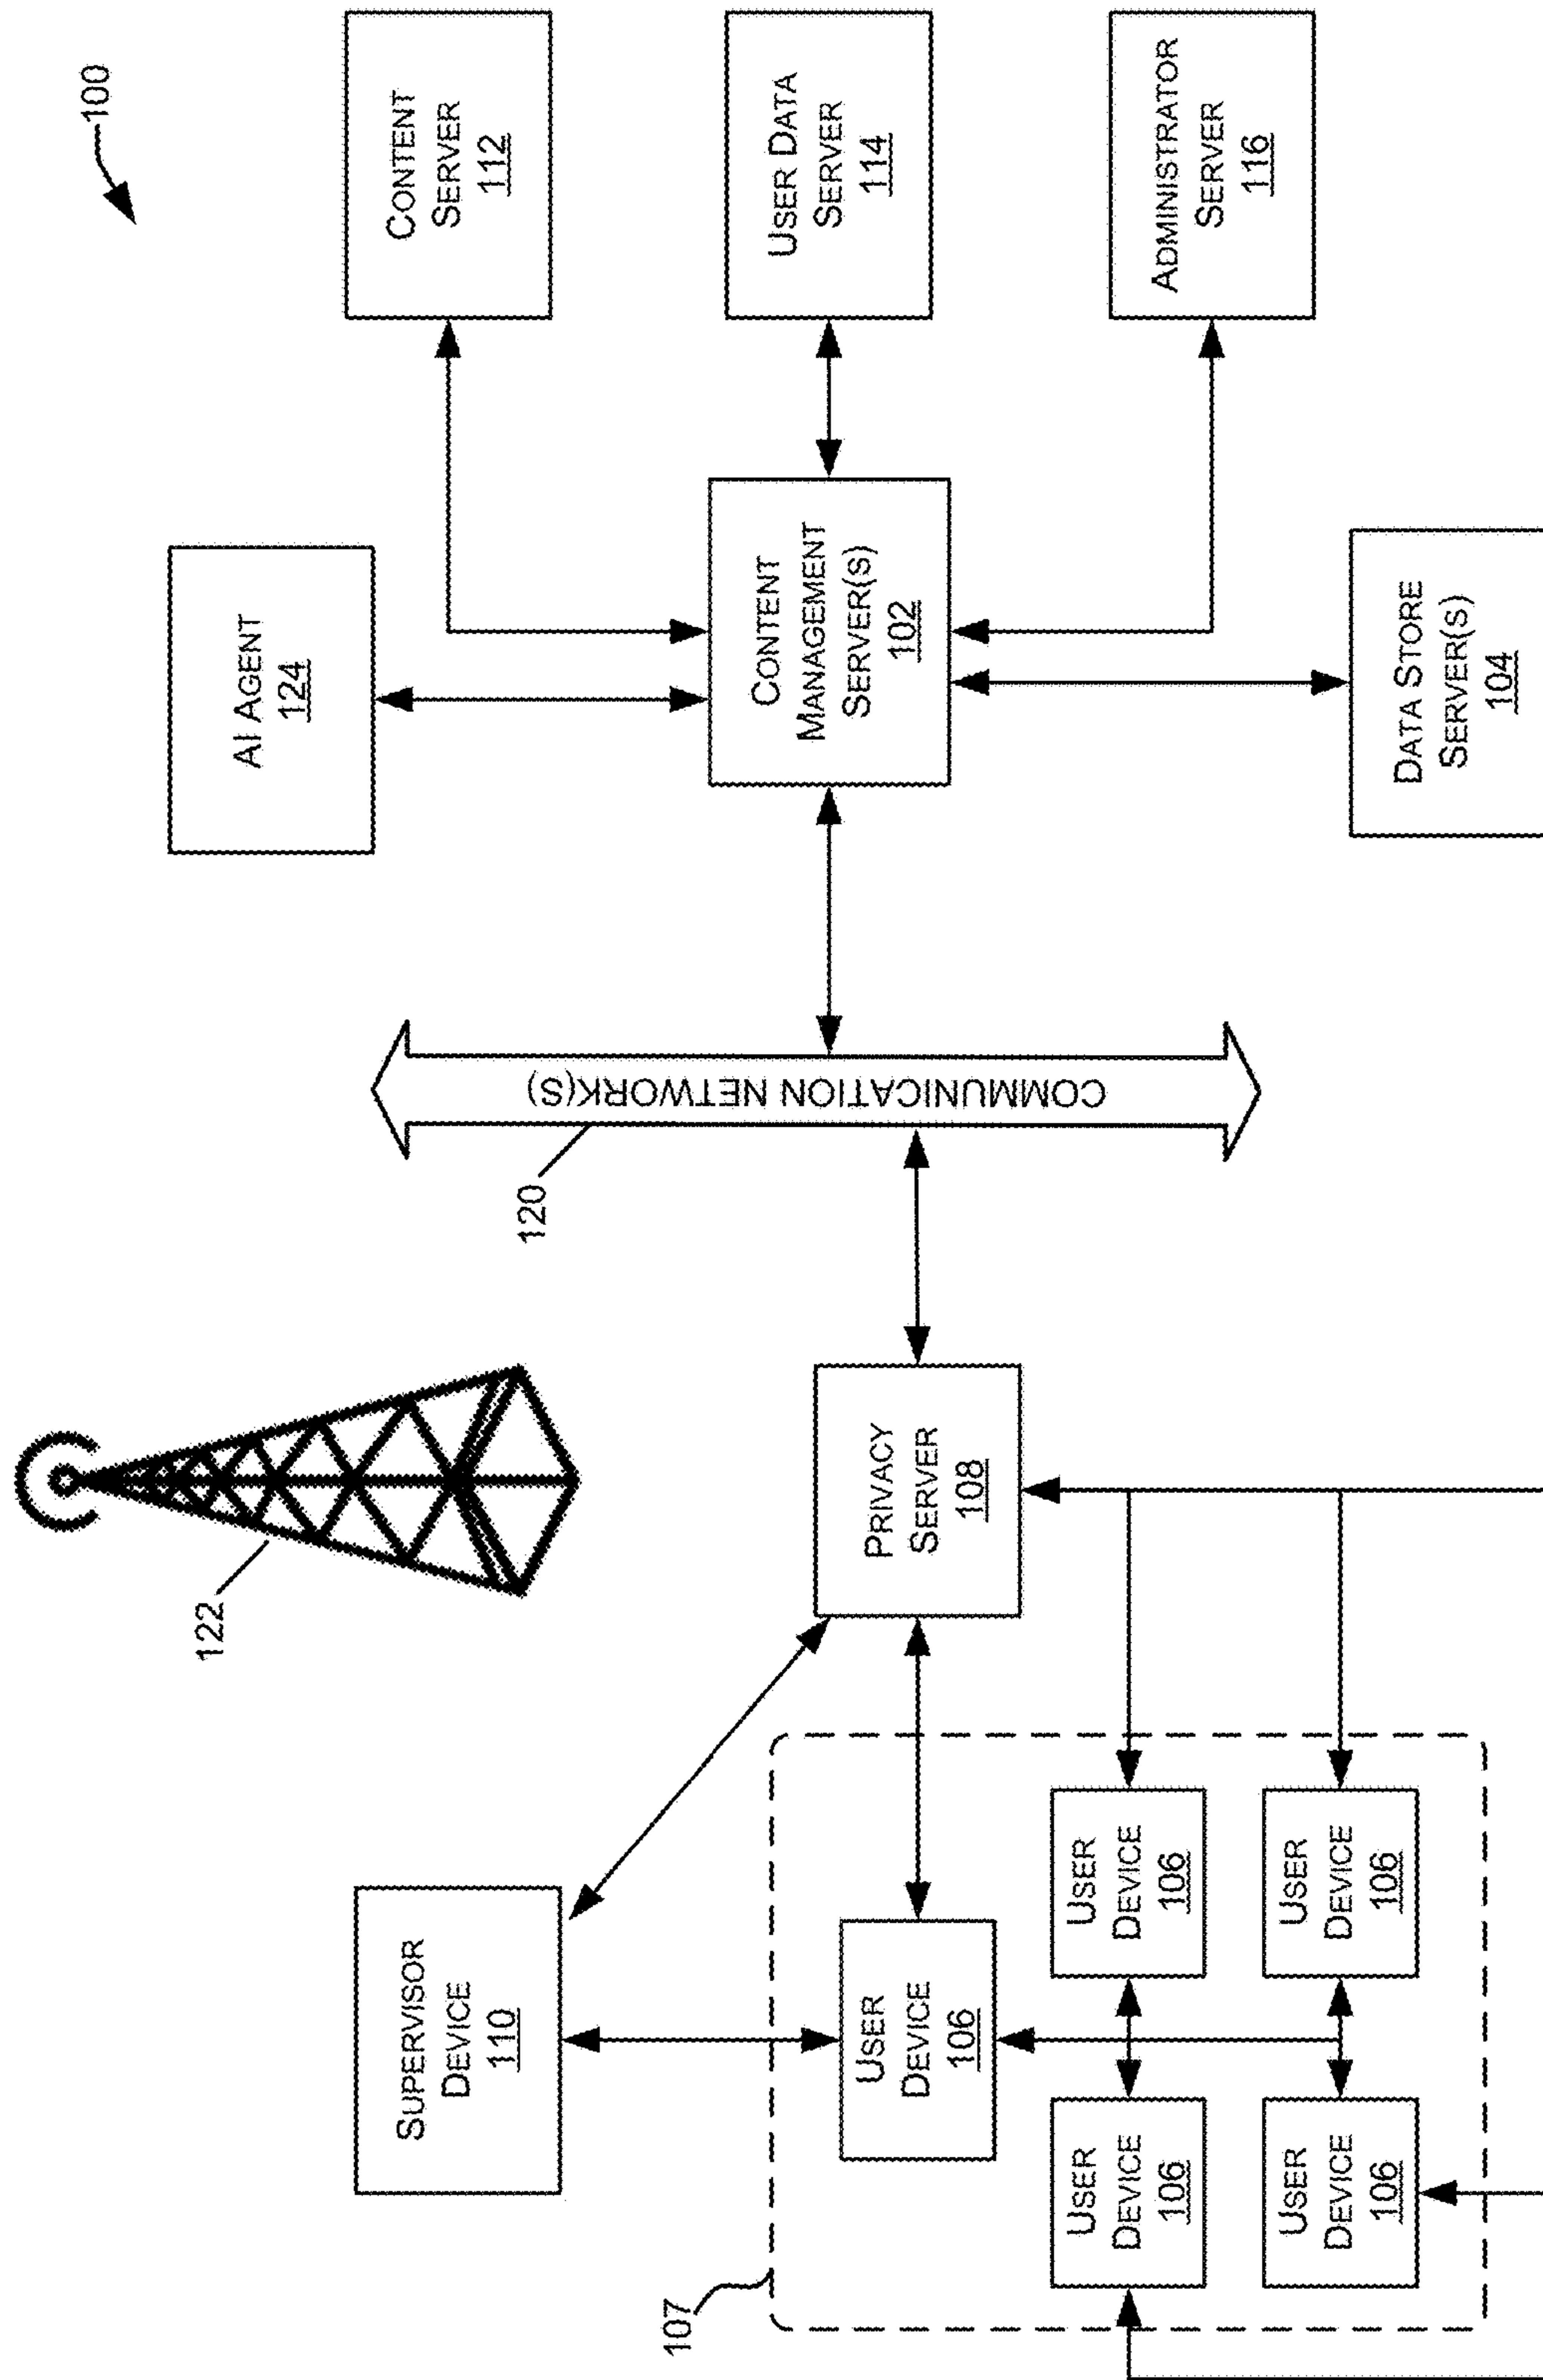 100
122
120
107
SUPERVISOR
DEVICE
110
AI AGENT
124
CONTENT
SERVER
112
PRIVACY
SERVER
108
COMMUNICATION NETWORK(S)
CONTENT
MANAGEMENT
SERVER(S)
102
USER DATA
SERVER
114
USER
DEVICE
106
USER
DEVICE
106
USER
DEVICE
106
USER
DEVICE
106
USER
DEVICE
106
ADMINISTRATOR
SERVER
116
DATA STORE
SERVER(S)
104